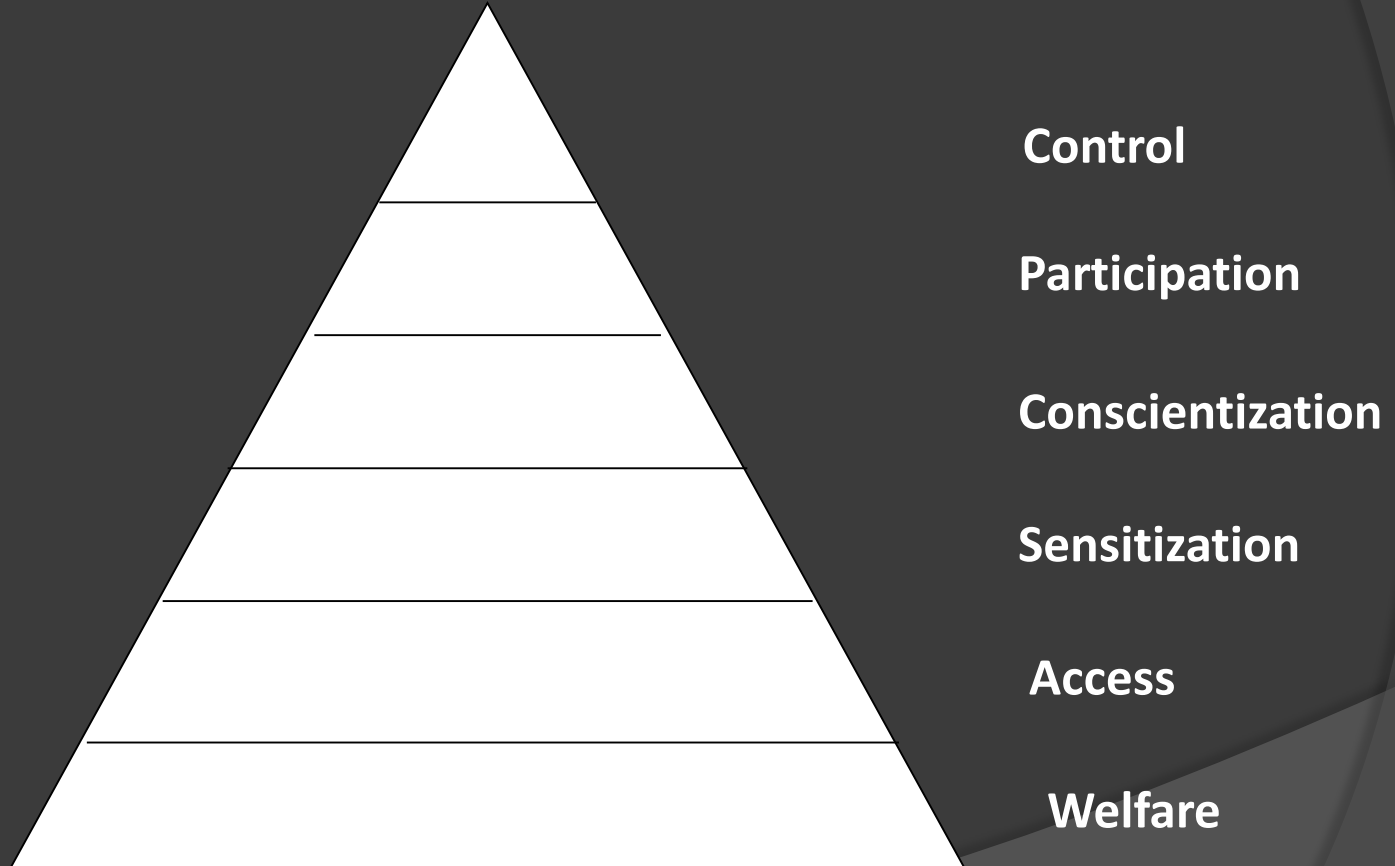 Control
Participation
Conscientization
Sensitization
Access
Welfare